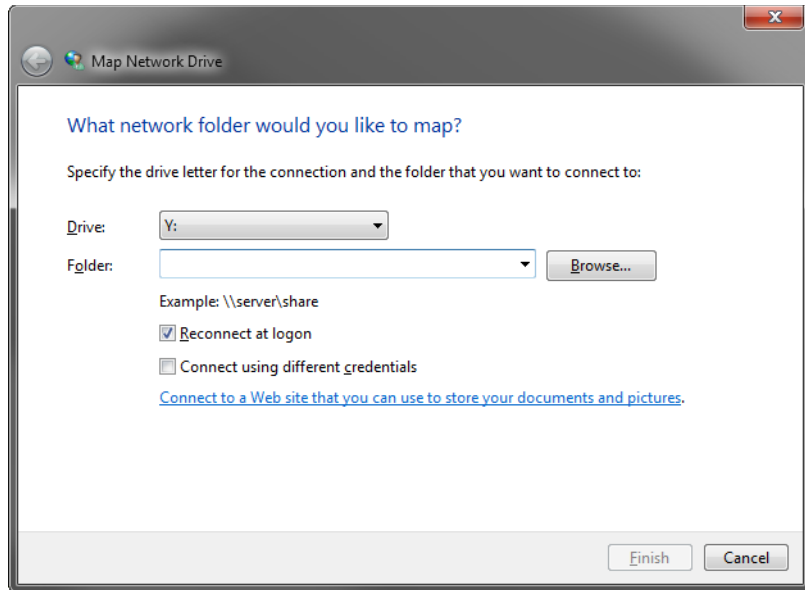 Map Network Drive
What network folder would you like to map?
Specify the drive letter for the connection and the folder that you want to connect to:
Drive: Y:
Folder: Browse...
Example: \\server\share
Reconnect at logon
Connect using different credentials
Connect to a Web site that you can use to store your documents and pictures.
Finish Cancel